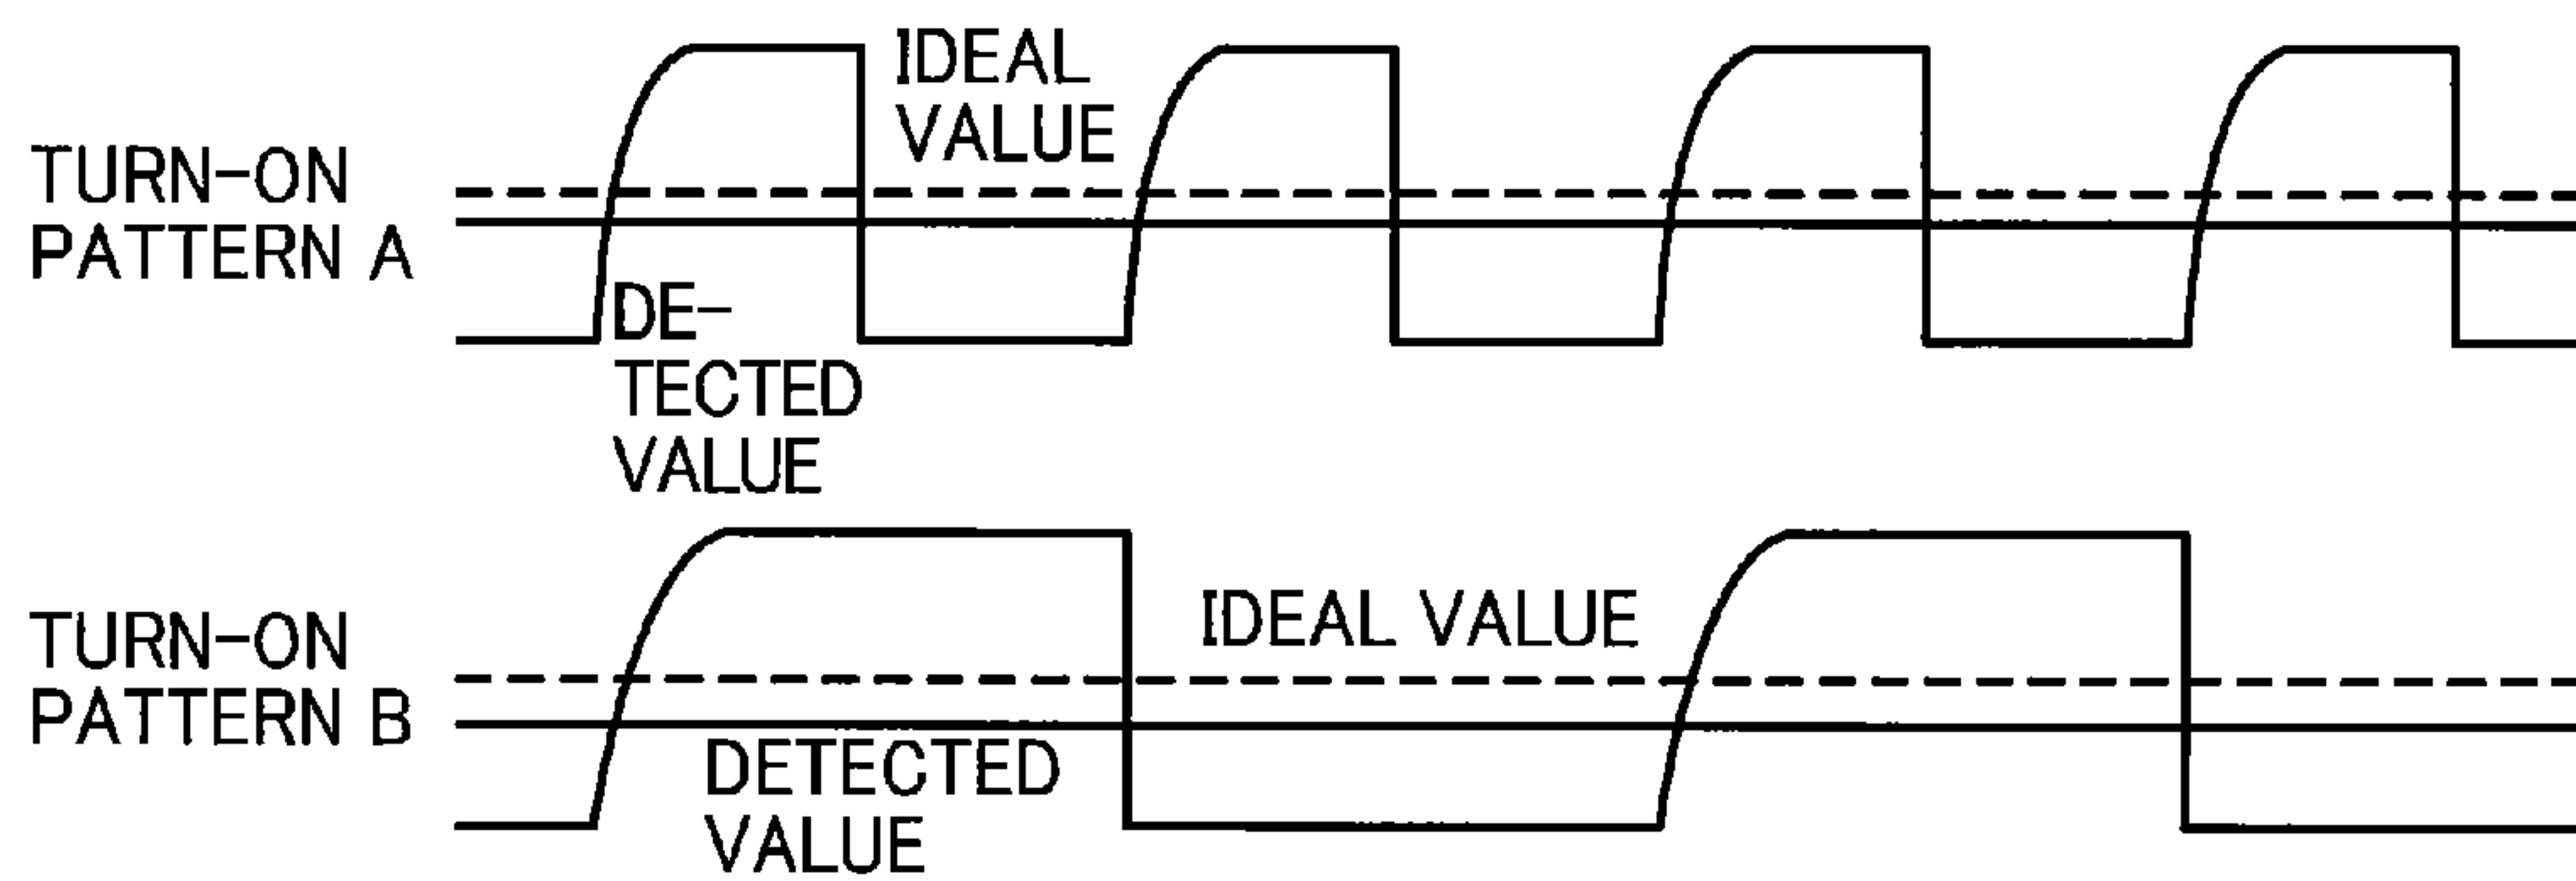 IDEAL
VALUE
TURN-ON
PATTERN A
DE-
TECTED
VALUE
TURN-ON
PATTERN B
IDEAL VALUE
DETECTED
VALUE